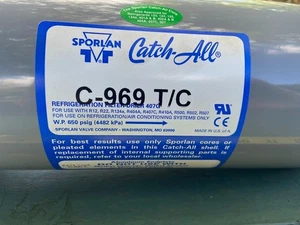 SPORLAN
Catch-All®
C-969 T/C
REFRIGERATION FILTER-DRIER
FOR USE WITH R12, R22, R134a, R404A, R407C, R410A, R500, R502, R507
FOR USE ON REFRIGERATION/AIR CONDITIONING SYSTEMS ONLY
W.P. 650 psig (4482 kPa)
SPORLAN VALVE COMPANY - WASHINGTON, MO 63090
MADE IN U.S.A.
For best results use only Sporlan cores or
pleated elements in this Catch-All shell. If
replacement of internal supporting parts is
required, refer to your local wholesaler.